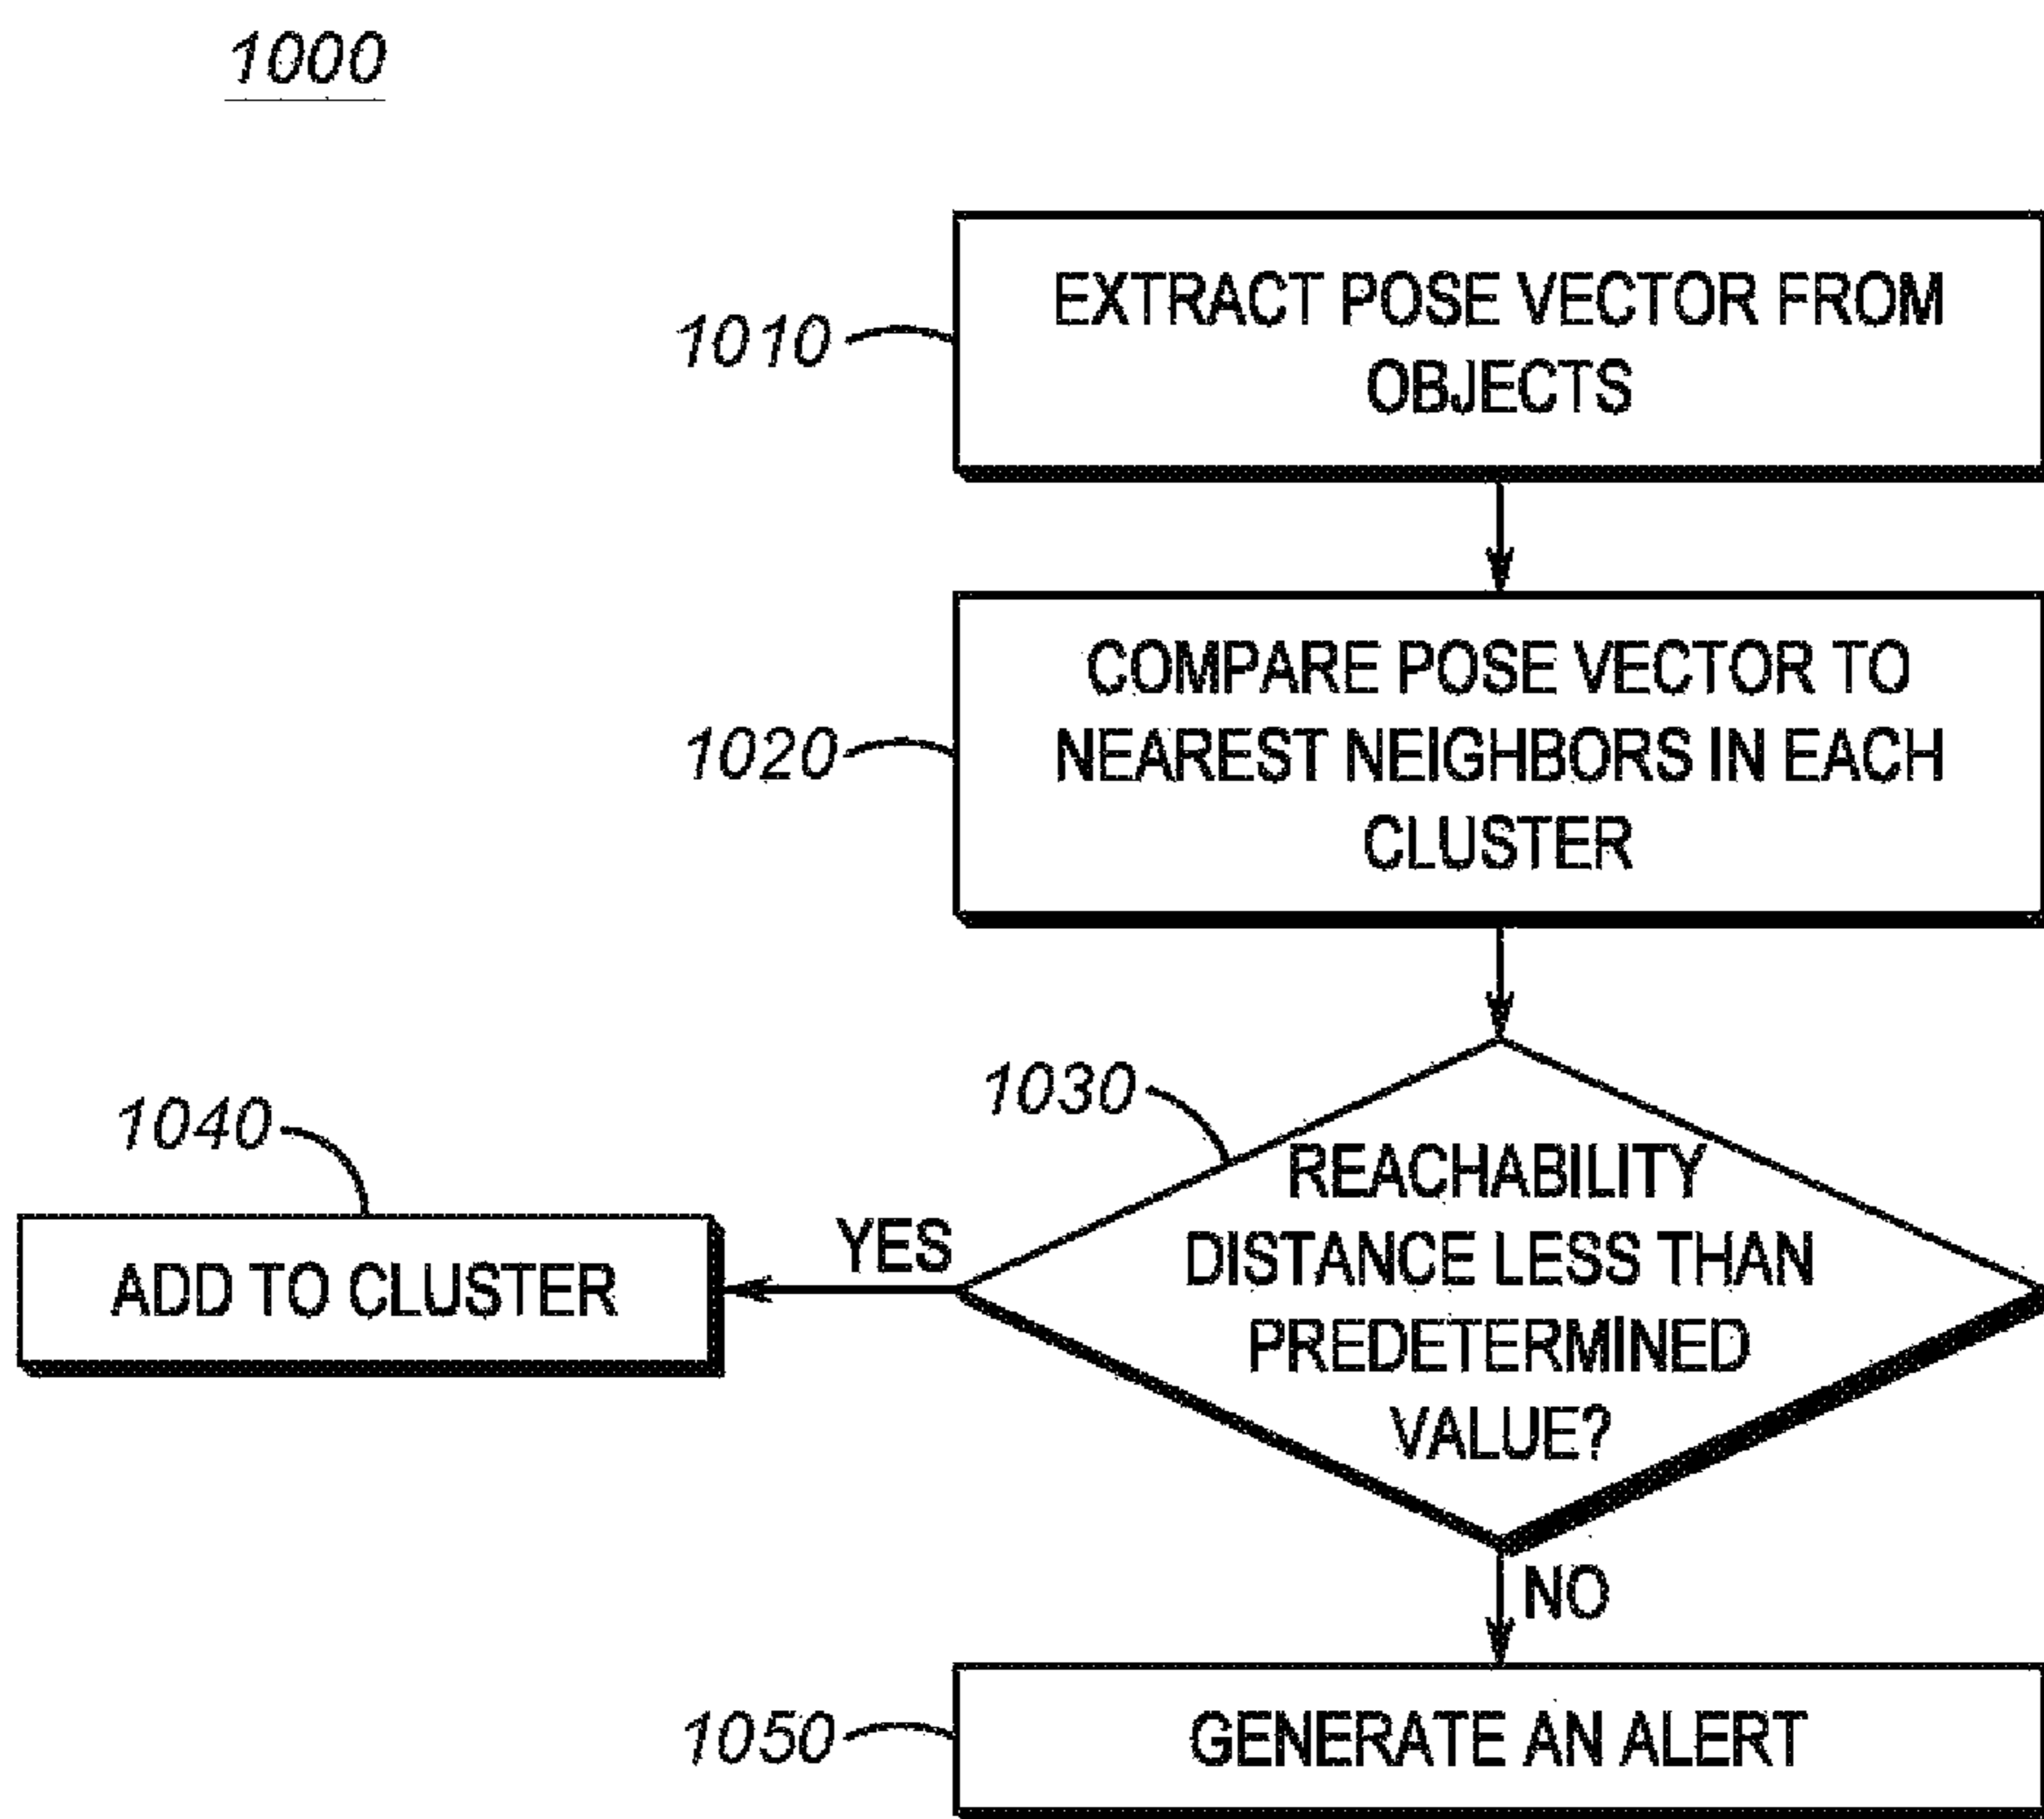 1000
1010
EXTRACT POSE VECTOR FROM
OBJECTS
1020
COMPARE POSE VECTOR TO
NEAREST NEIGHBORS IN EACH
CLUSTER
1030
REACHABILITY
DISTANCE LESS THAN
PREDETERMINED
VALUE?
YES
1040
ADD TO CLUSTER
NO
1050
GENERATE AN ALERT